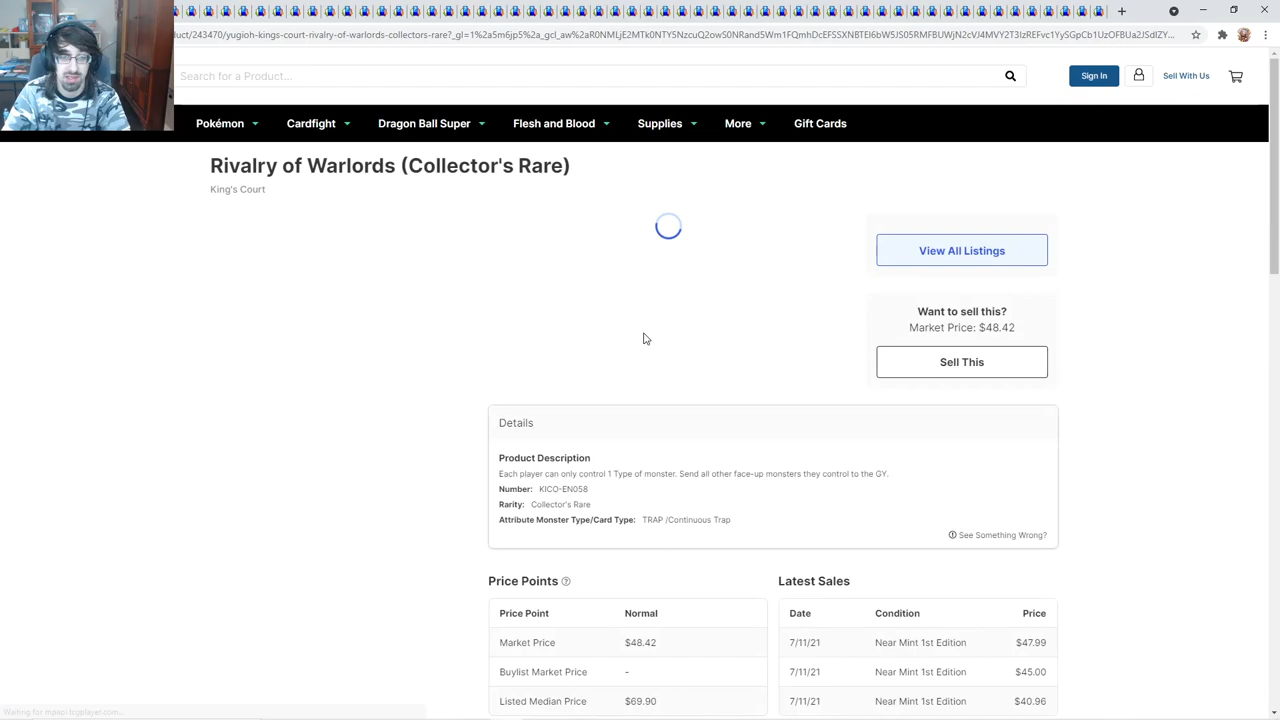 Search for a Product...
Sign In
Sell With Us
Pokémon
Cardfight
Dragon Ball Super
Flesh and Blood
Supplies
More
Gift Cards
Rivalry of Warlords (Collector's Rare)
King's Court
View All Listings
Want to sell this?
Market Price: $48.42
Sell This
Details
Product Description
Each player can only control 1 Type of monster. Send all other face-up monsters they control to the GY.
Number: KICO-EN058
Rarity: Collector's Rare
Attribute Monster Type/Card Type: TRAP /Continuous Trap
See Something Wrong?
Price Points
Latest Sales
Price Point Normal
Date Condition Price
Market Price $48.42
7/11/21 Near Mint 1st Edition $47.99
Buylist Market Price -
7/11/21 Near Mint 1st Edition $45.00
Listed Median Price $69.90
7/11/21 Near Mint 1st Edition $40.96
Waiting for mpapi.tcgplayer.com...